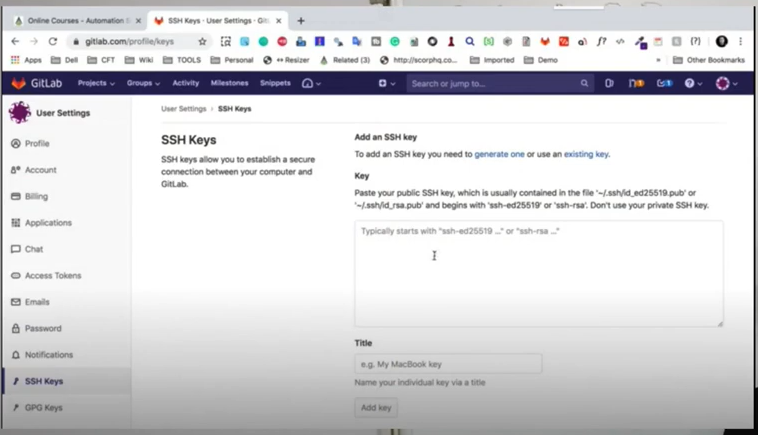 Online Courses - Automation S
SSH Keys · User Settings · Git
gitlab.com/profile/keys
Apps
Dell
CFT
Wiki
TOOLS
Personal
↔ Resizer
Related (3)
http://scorphq.co...
Imported
Demo
»
Other Bookmarks
GitLab
Projects
Groups
Activity
Milestones
Snippets
Search or jump to...
User Settings
User Settings › SSH Keys
Profile
Account
Billing
Applications
Chat
Access Tokens
Emails
Password
Notifications
SSH Keys
GPG Keys
SSH Keys
SSH keys allow you to establish a secure
connection between your computer and
GitLab.
Add an SSH key
To add an SSH key you need to generate one or use an existing key.
Key
Paste your public SSH key, which is usually contained in the file '~/.ssh/id_ed25519.pub' or
'~/.ssh/id_rsa.pub' and begins with 'ssh-ed25519' or 'ssh-rsa'. Don't use your private SSH key.
Typically starts with "ssh-ed25519 ..." or "ssh-rsa ..."
Title
e.g. My MacBook key
Name your individual key via a title
Add key